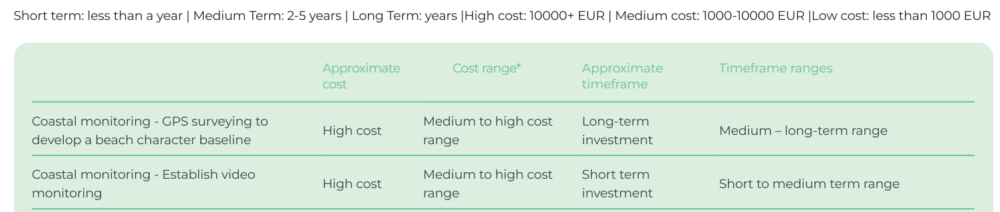 Short term: less than a year | Medium Term: 2-5 years | Long Term: years |High cost: 10000+ EUR | Medium cost: 1000-10000 EUR |Low cost: less than 1000 EUR
Approximate cost
Cost range*
Approximate timeframe
Timeframe ranges
Coastal monitoring - GPS surveying to
develop a beach character baseline
High cost
Medium to high cost
range
Long-term
investment
Medium – long-term range
Coastal monitoring - Establish video
monitoring
High cost
Medium to high cost
range
Short term
investment
Short to medium term range